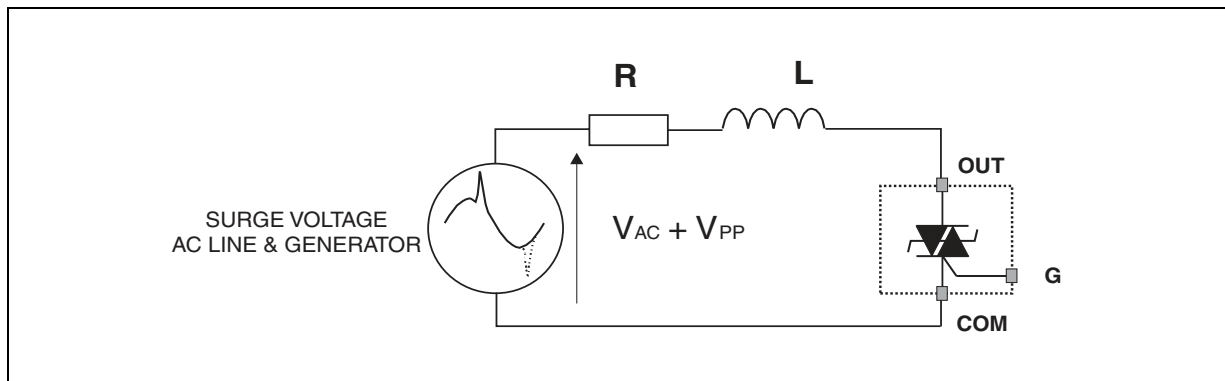 R
L
OUT
SURGE VOLTAGE
AC LINE & GENERATOR
VAC + VPP
G
COM